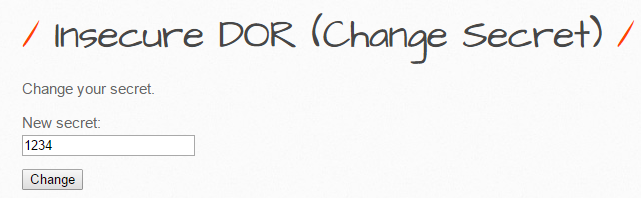 / Insecure DOR (Change Secret) /
Change your secret.
New secret:
1234
Change